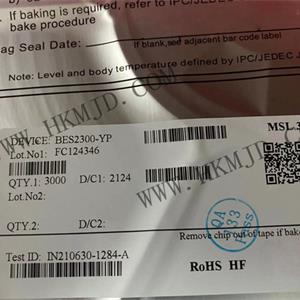 If baking is required, refer to IPC/JEDEC
bake procedure
ag Seal Date:
If blank,see adjacent bar code label
Note: Level and body temperature defined by IPC/JEDEC J
WWW.HKMJD.COM
DEVICE: BES2300-YP
MSL.3
Lot.No1: FC124346
QTY.1: 3000 D/C1: 2124
Lot.No2:
QTY.2: D/C2:
QA
033
Pass
Remove chip out of tape if bake
Test ID: IN210630-1284-A
RoHS HF